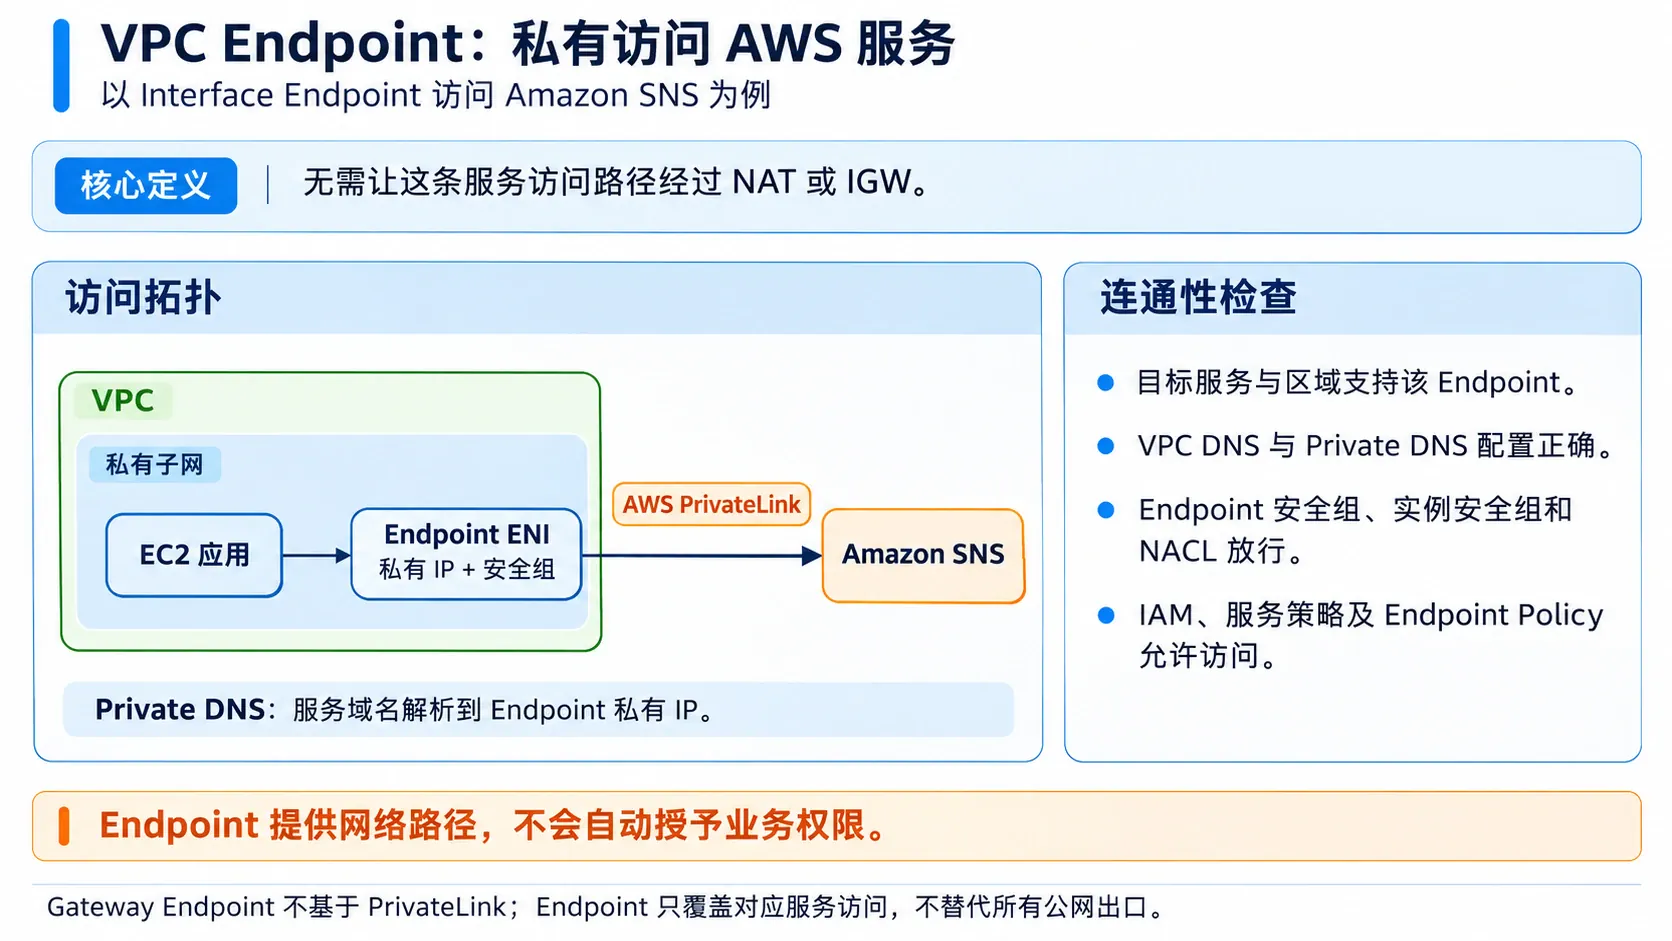 VPC Endpoint：私有访问 AWS 服务
以 Interface Endpoint 访问 Amazon SNS 为例
核心定义
无需让这条服务访问路径经过 NAT 或 IGW。
访问拓扑
VPC
私有子网
EC2 应用
Endpoint ENI
私有 IP + 安全组
AWS PrivateLink
Amazon SNS
Private DNS：服务域名解析到 Endpoint 私有 IP。
连通性检查
目标服务与区域支持该 Endpoint。
VPC DNS 与 Private DNS 配置正确。
Endpoint 安全组、实例安全组和
NACL 放行。
IAM、服务策略及 Endpoint Policy
允许访问。
Endpoint 提供网络路径，不会自动授予业务权限。
Gateway Endpoint 不基于 PrivateLink；Endpoint 只覆盖对应服务访问，不替代所有公网出口。